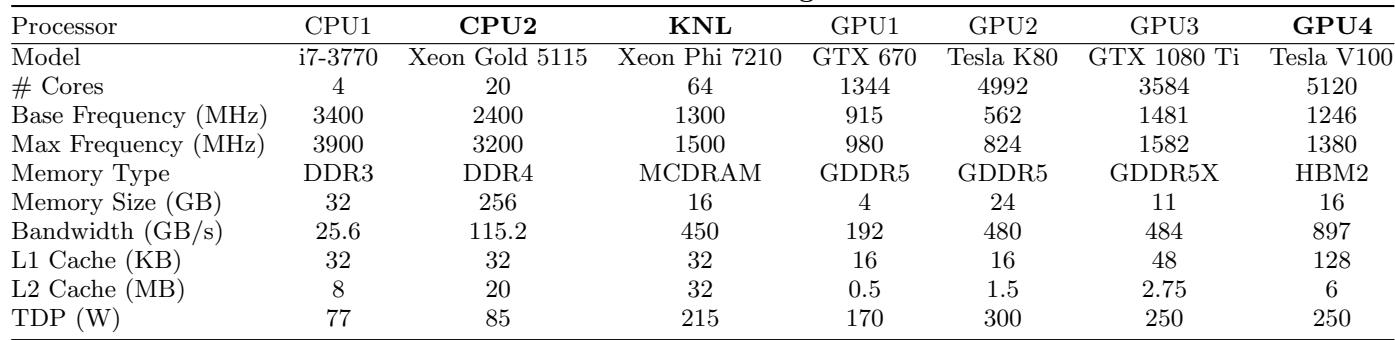 Processor CPU1 CPU2 KNL GPU1 GPU2 GPU3 GPU4
Model i7-3770 Xeon Gold 5115 Xeon Phi 7210 GTX 670 Tesla K80 GTX 1080 Ti Tesla V100
# Cores 4 20 64 1344 4992 3584 5120
Base Frequency (MHz) 3400 2400 1300 915 562 1481 1246
Max Frequency (MHz) 3900 3200 1500 980 824 1582 1380
Memory Type DDR3 DDR4 MCDRAM GDDR5 GDDR5 GDDR5X HBM2
Memory Size (GB) 32 256 16 4 24 11 16
Bandwidth (GB/s) 25.6 115.2 450 192 480 484 897
L1 Cache (KB) 32 32 32 16 16 48 128
L2 Cache (MB) 8 20 32 0.5 1.5 2.75 6
TDP (W) 77 85 215 170 300 250 250